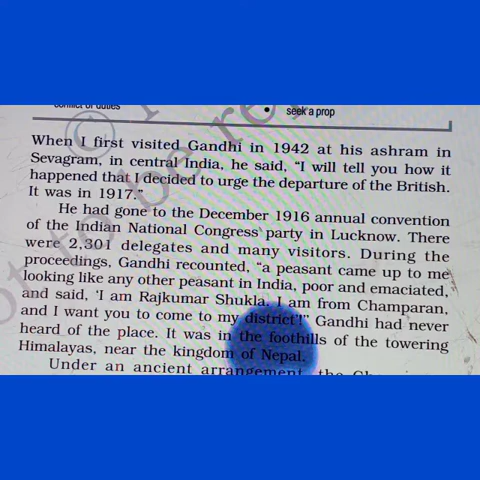 conflict of duties
• seek a prop
When I first visited Gandhi in 1942 at his ashram in
Sevagram, in central India, he said, "I will tell you how it
happened that I decided to urge the departure of the British.
It was in 1917."
He had gone to the December 1916 annual convention
of the Indian National Congress party in Lucknow. There
were 2,301 delegates and many visitors. During the
proceedings, Gandhi recounted, "a peasant came up to me
looking like any other peasant in India, poor and emaciated,
and said, 'I am Rajkumar Shukla. I am from Champaran,
and I want you to come to my district'!" Gandhi had never
heard of the place. It was in the foothills of the towering
Himalayas, near the kingdom of Nepal.
Under an ancient arrangement, the